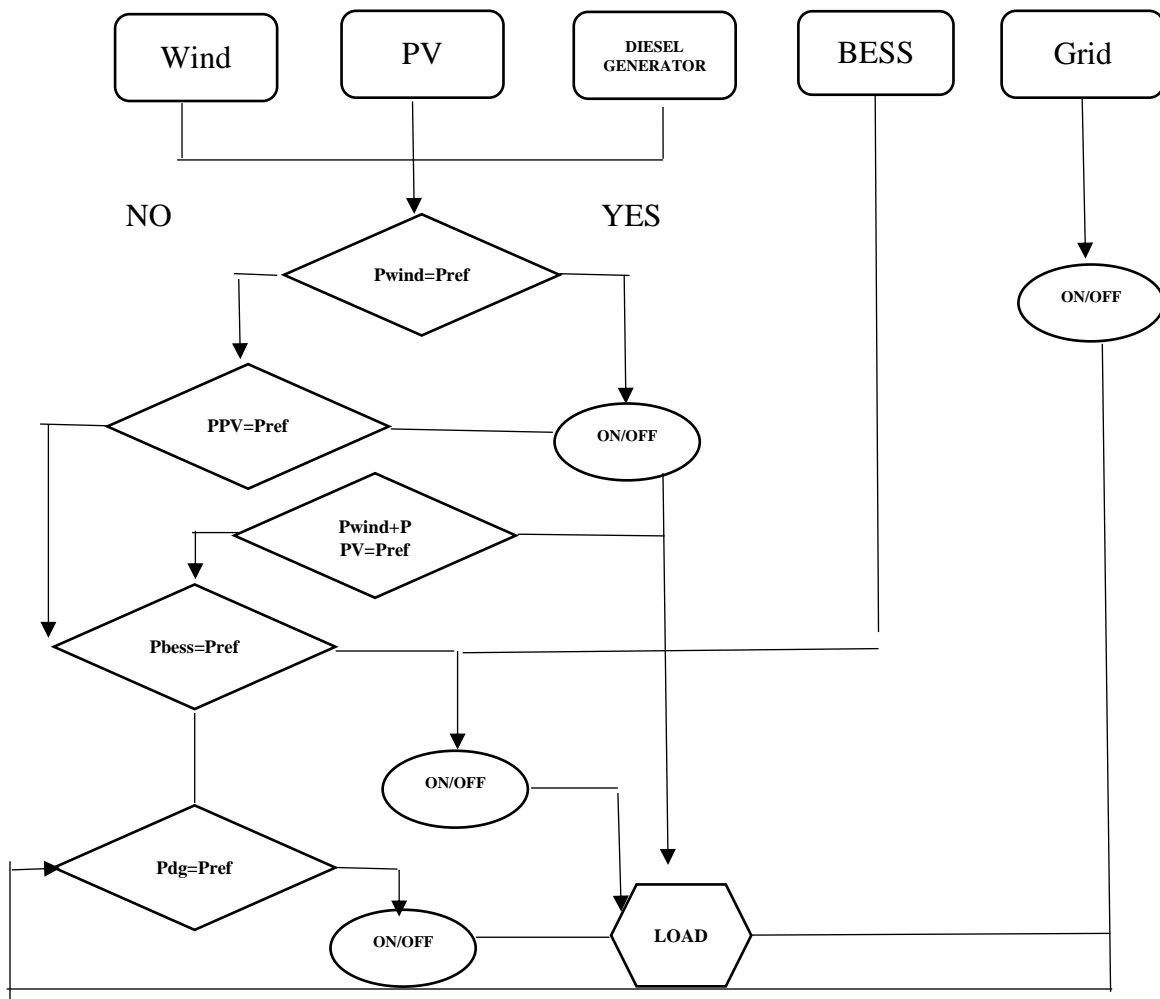 Wind
PV
DIESEL
GENERATOR
BESS
Grid
NO
YES
Pwind=Pref
ON/OFF
PPV=Pref
ON/OFF
Pwind+P
PV=Pref
Pbess=Pref
ON/OFF
Pdg=Pref
ON/OFF
LOAD